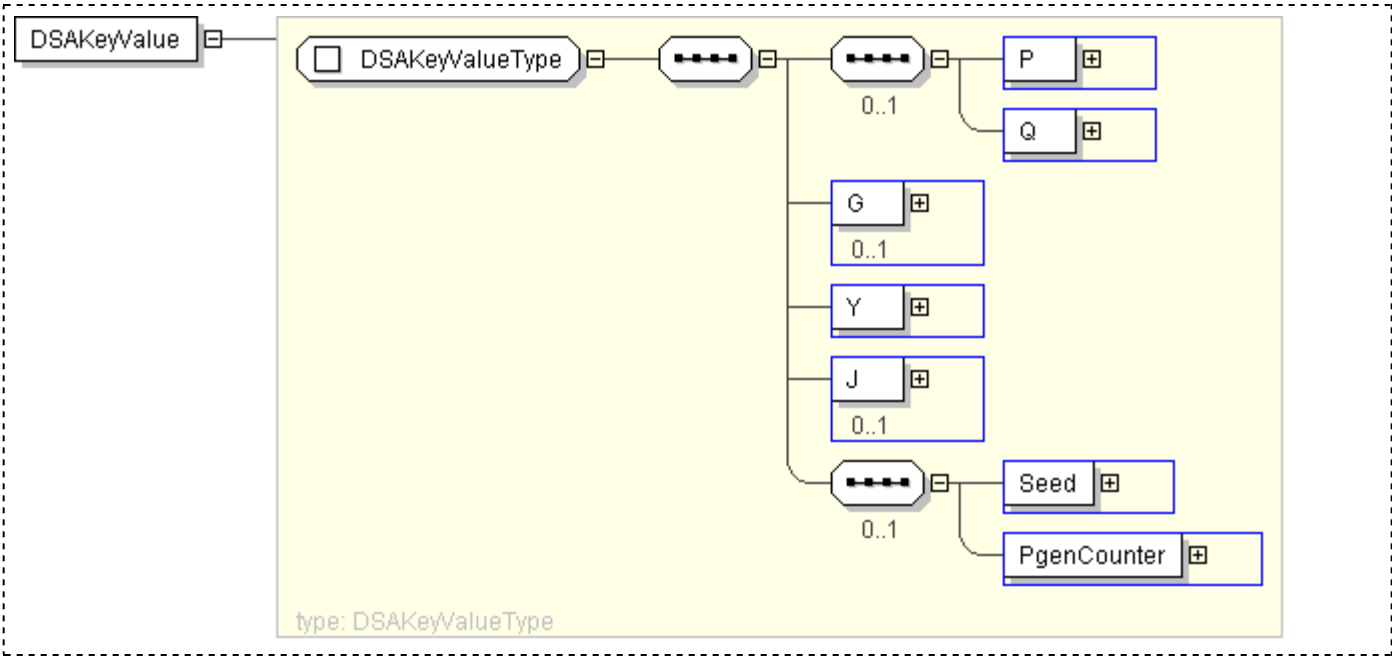 DSAKeyValue
DSAKeyValueType
0..1
P
Q
G
0..1
Y
J
0..1
0..1
Seed
PgenCounter
type: DSAKeyValueType